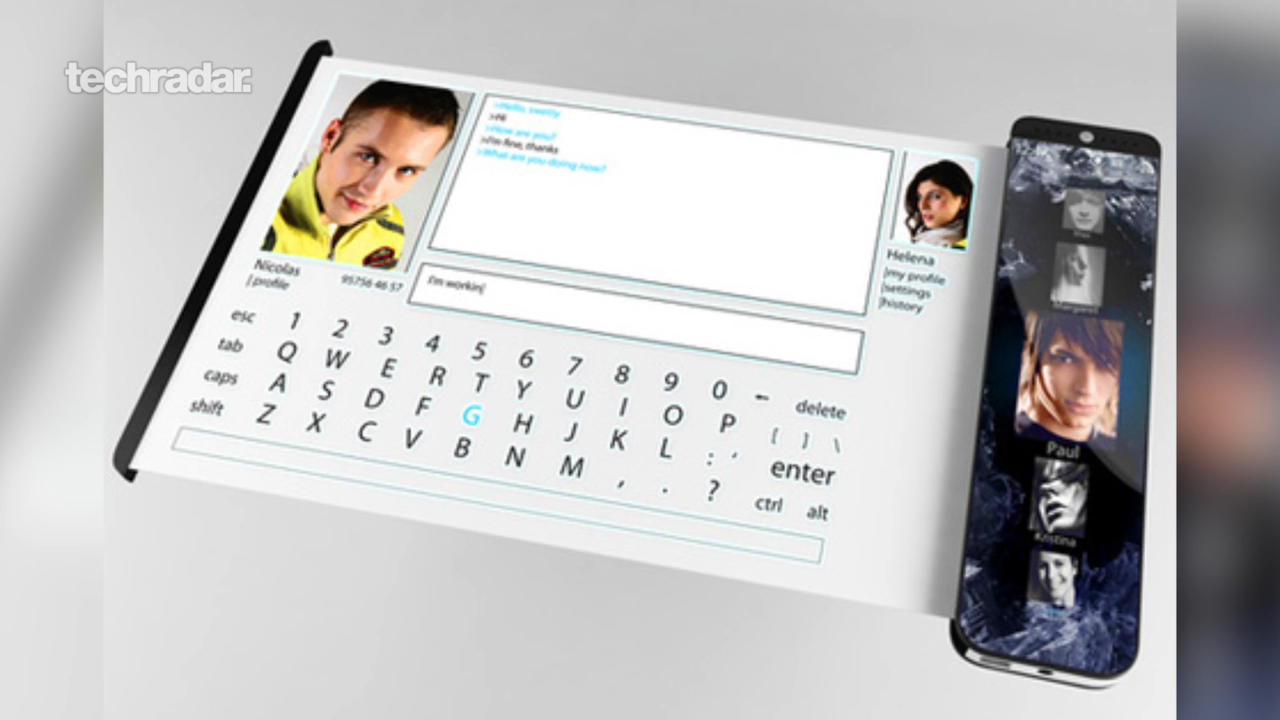 techradar.
>Hello, swetty
>Hi
>How are you?
>I'm fine, thanks
>What are you doing now?
Nicolas
|profile
95756 46 57
I'm workin|
Helena
|my profile
|settings
|history
esc 1 2 3 4 5 6 7 8 9 0 ← delete
tab Q W E R T Y U I O P [ ] \
caps A S D F G H J K L : ' enter
shift Z X C V B N M , . ? ctrl alt
Margaret
Paul
Kristina